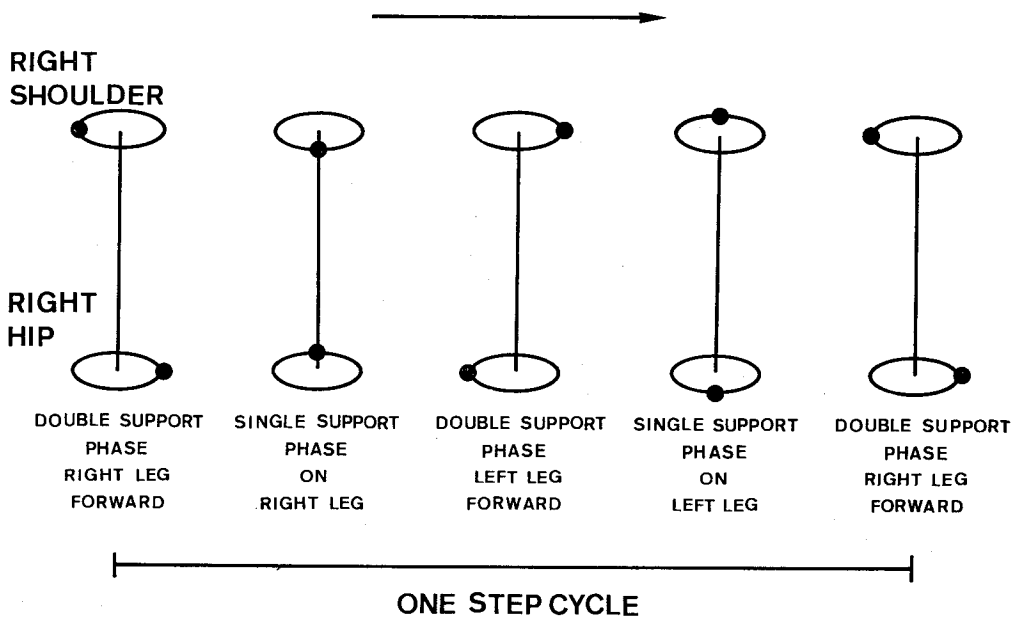 RIGHT
SHOULDER
RIGHT
HIP
DOUBLE SUPPORT
PHASE
RIGHT LEG
FORWARD
SINGLE SUPPORT
PHASE
ON
RIGHT LEG
DOUBLE SUPPORT
PHASE
LEFT LEG
FORWARD
SINGLE SUPPORT
PHASE
ON
LEFT LEG
DOUBLE SUPPORT
PHASE
RIGHT LEG
FORWARD
ONE STEP CYCLE